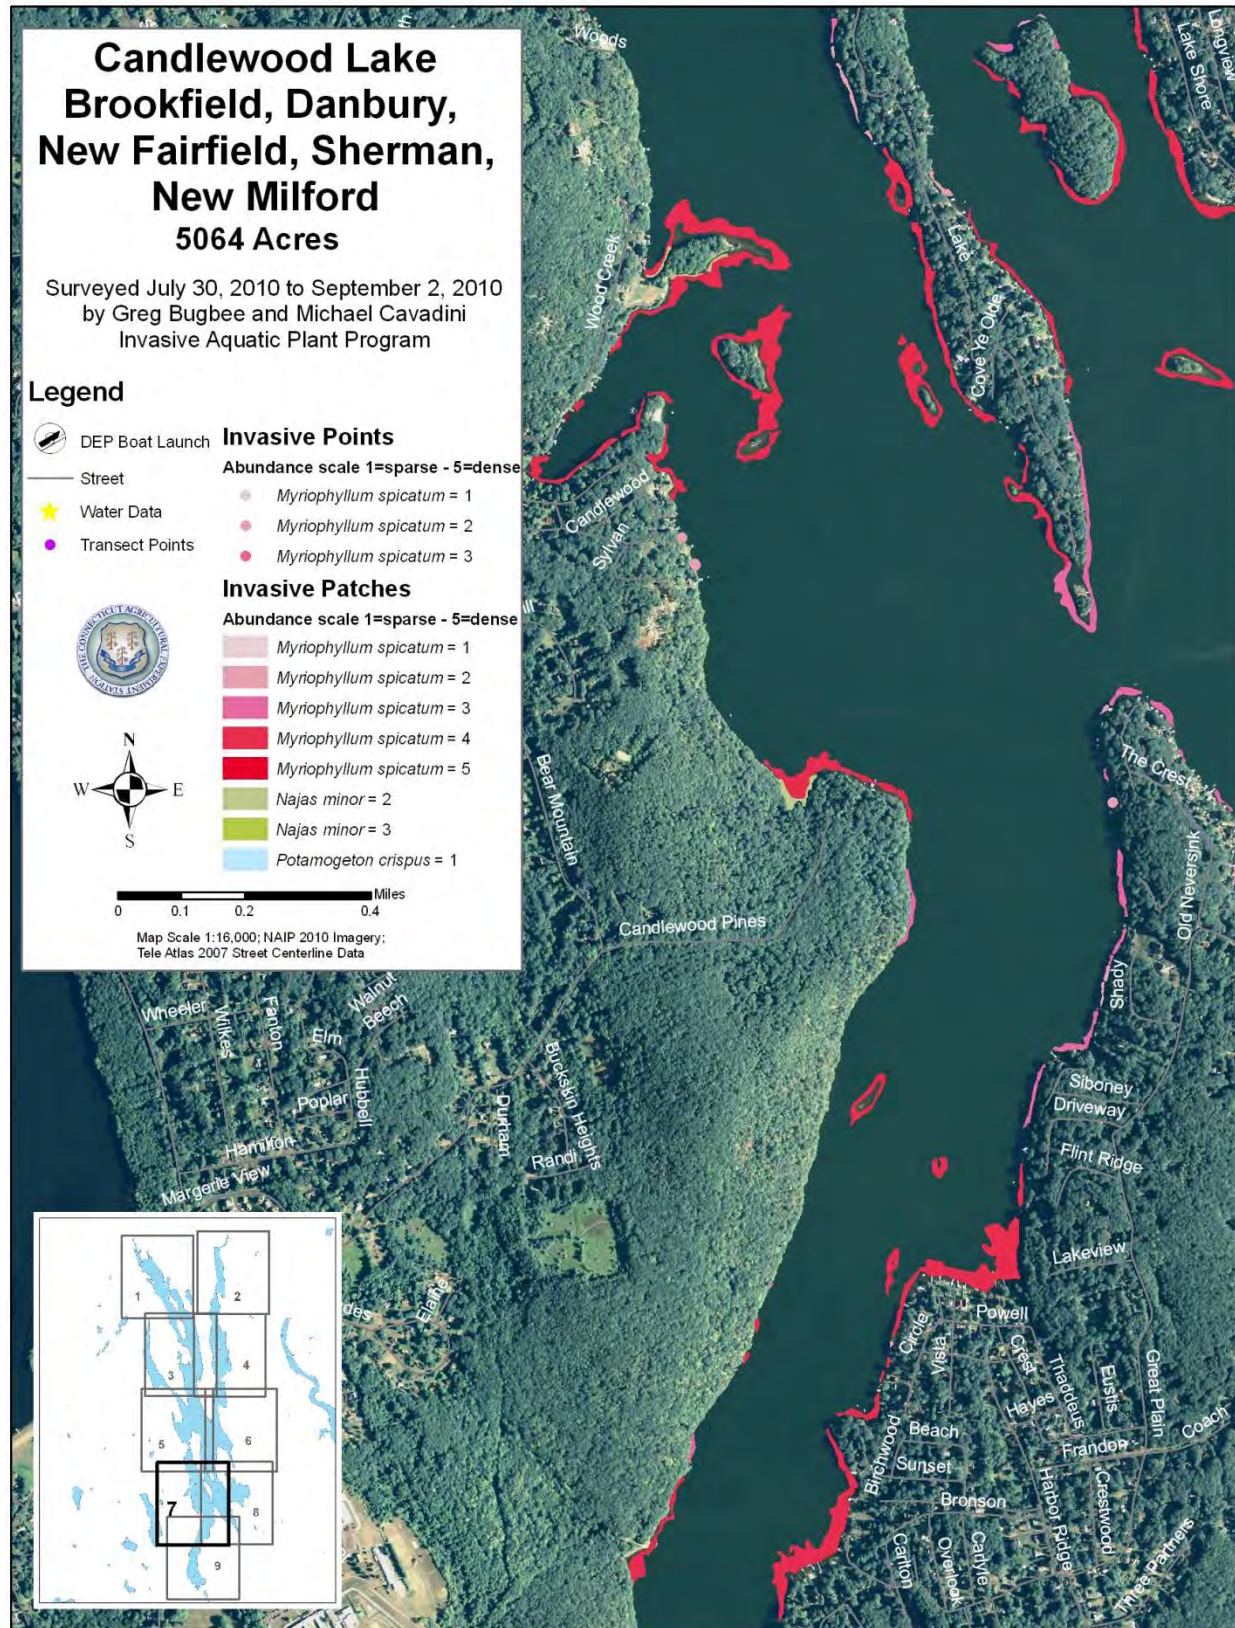 Candlewood Lake
Brookfield, Danbury,
New Fairfield, Sherman,
New Milford
5064 Acres
Surveyed July 30, 2010 to September 2, 2010
by Greg Bugbee and Michael Cavadini
Invasive Aquatic Plant Program
Legend
DEP Boat Launch
Street
Water Data
Transect Points
Invasive Points
Abundance scale 1=sparse - 5=dense
Myriophyllum spicatum = 1
Myriophyllum spicatum = 2
Myriophyllum spicatum = 3
Invasive Patches
Abundance scale 1=sparse - 5=dense
Myriophyllum spicatum = 1
Myriophyllum spicatum = 2
Myriophyllum spicatum = 3
Myriophyllum spicatum = 4
Myriophyllum spicatum = 5
Najas minor = 2
Najas minor = 3
Potamogeton crispus = 1
THE CONNECTICUT AGRICULTURAL EXPERIMENT STATION
N
W
E
S
Miles
0
0.1
0.2
0.4
Map Scale 1:16,000; NAIP 2010 Imagery;
Tele Atlas 2007 Street Centerline Data
Woods
Longview
Lake Shore
Wood Creek
Lake
Cove Ye Olde
Candlewood
Sylvan
The Crest
Bear Mountain
Old Neversink
Candlewood Pines
Shady
Wheeler
Wilkes
Fanton
Walnut
Beech
Elm
Hubbell
Poplar
Hamilton
Margerie View
Durham
Buckskin Heights
Randi
Siboney
Driveway
Flint Ridge
Lakeview
Elaine
des
Powell
Circle
Vista
Crest
Hayes
Thaddeus
Eustis
Great Plain
Coach
Beach
Birchwood
Sunset
Frandon
Bronson
Harbor Ridge
Crestwood
Carlton
Overlook
Carlyle
Three Partners
1
2
3
4
5
6
7
8
9